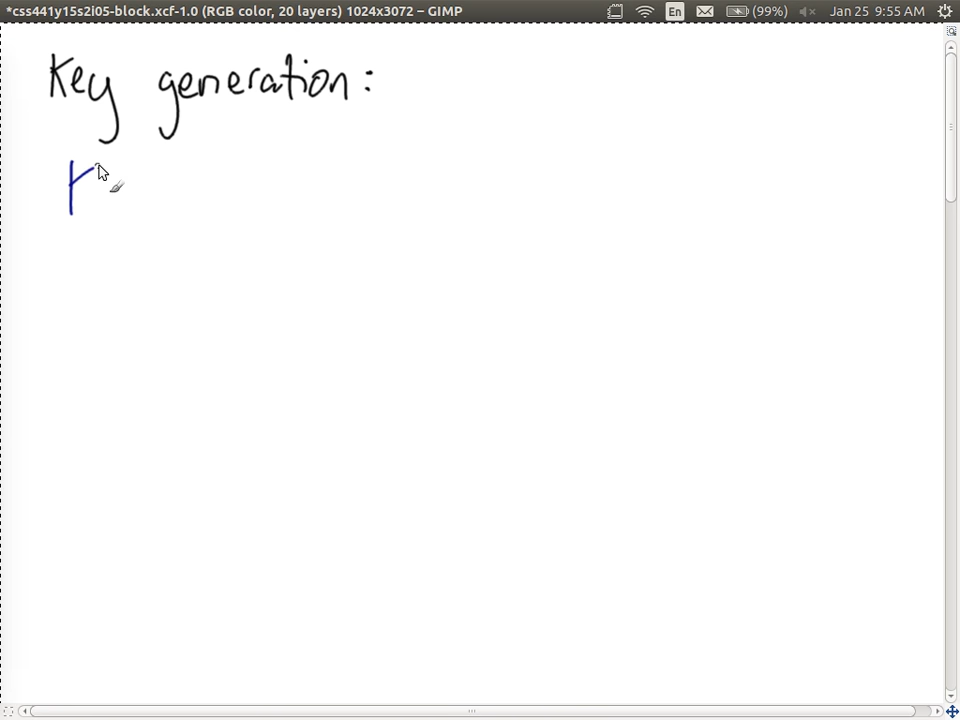 *css441y15s2i05-block.xcf-1.0 (RGB color, 20 layers) 1024x3072 – GIMP
En
(99%)
Jan 25 9:55 AM
Key generation: